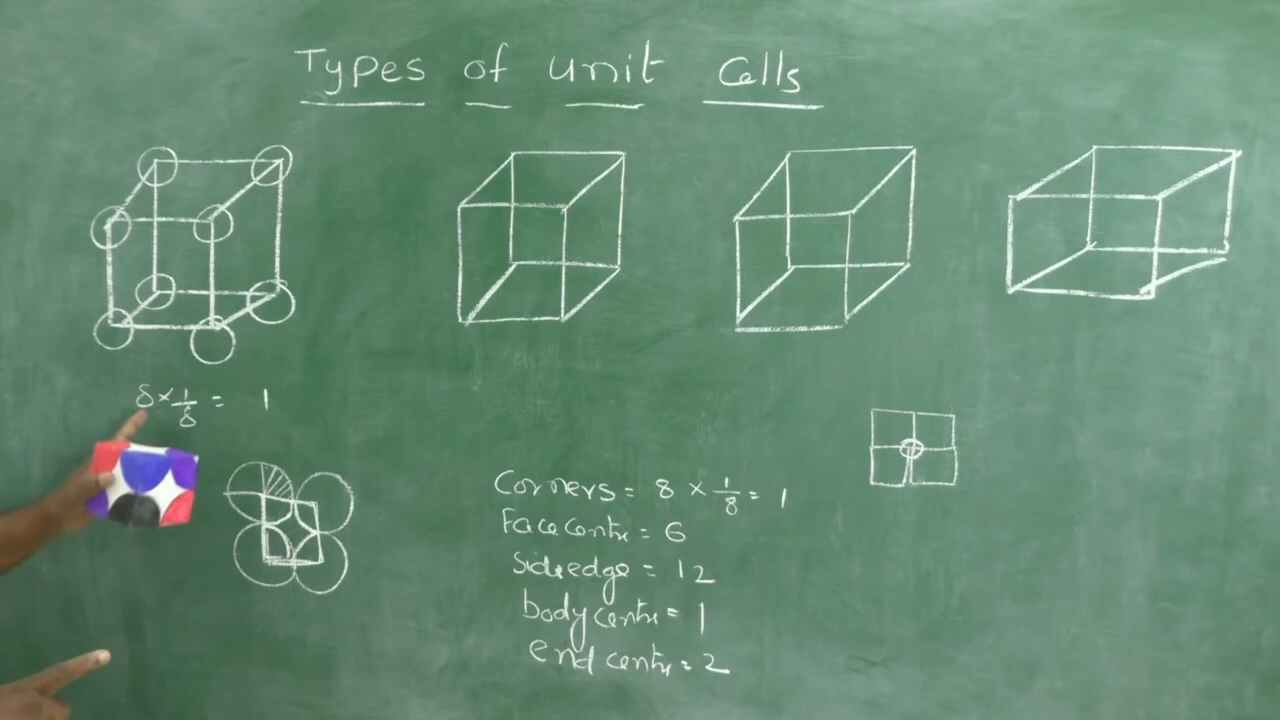 Types of unit Cells
8 × 1/8 = 1
Corners = 8 × 1/8 = 1
Face centre = 6
Side edge = 12
body centre = 1
end centre = 2